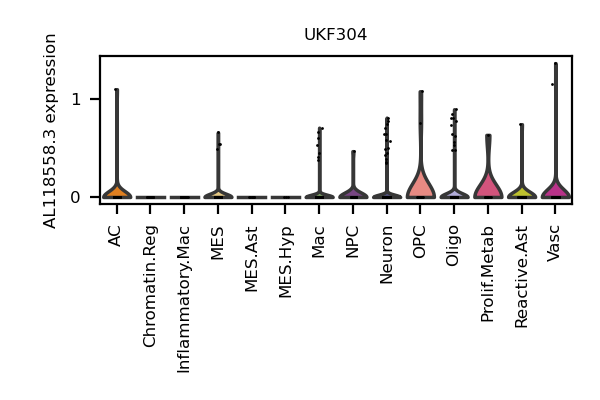 UKF304
AL118558.3 expression
1
0
AC
Chromatin.Reg
Inflammatory.Mac
MES
MES.Ast
MES.Hyp
Mac
NPC
Neuron
OPC
Oligo
Prolif.Metab
Reactive.Ast
Vasc